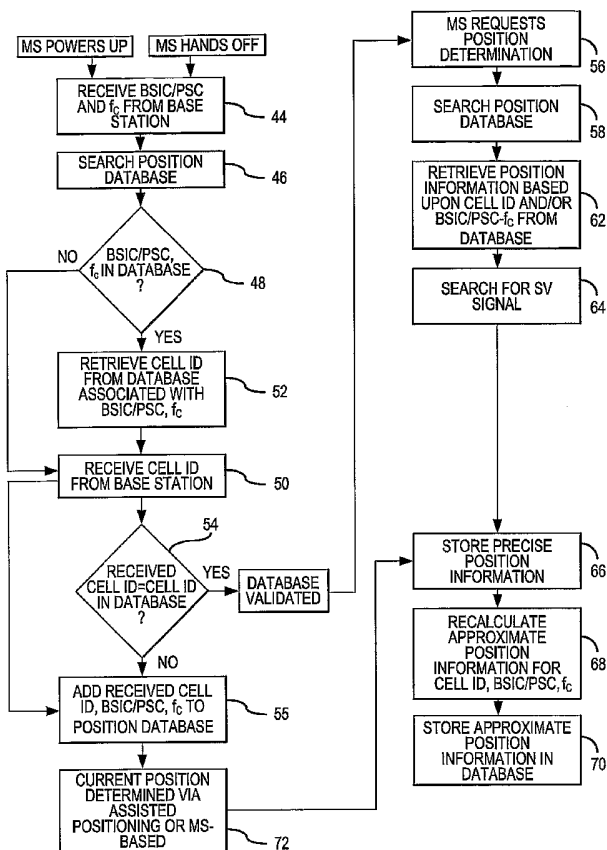 MS POWERS UP
MS HANDS OFF
RECEIVE BSIC/PSC
AND fc FROM BASE
STATION
44
SEARCH POSITION
DATABASE
46
BSIC/PSC,
fc IN DATABASE
?
48
NO
YES
RETRIEVE CELL ID
FROM DATABASE
ASSOCIATED WITH
BSIC/PSC, fc
52
RECEIVE CELL ID
FROM BASE STATION
50
54
RECEIVED
CELL ID=CELL ID
IN DATABASE
?
YES
DATABASE
VALIDATED
NO
ADD RECEIVED CELL
ID, BSIC/PSC, fc TO
POSITION DATABASE
55
CURRENT POSITION
DETERMINED VIA
ASSISTED
POSITIONING OR MS-
BASED
72
MS REQUESTS
POSITION
DETERMINATION
56
SEARCH POSITION
DATABASE
58
RETRIEVE POSITION
INFORMATION BASED
UPON CELL ID AND/OR
BSIC/PSC-fc FROM
DATABASE
62
SEARCH FOR SV
SIGNAL
64
STORE PRECISE
POSITION
INFORMATION
66
RECALCULATE
APPROXIMATE
POSITION
INFORMATION FOR
CELL ID, BSIC/PSC, fc
68
STORE APPROXIMATE
POSITION
INFORMATION IN
DATABASE
70